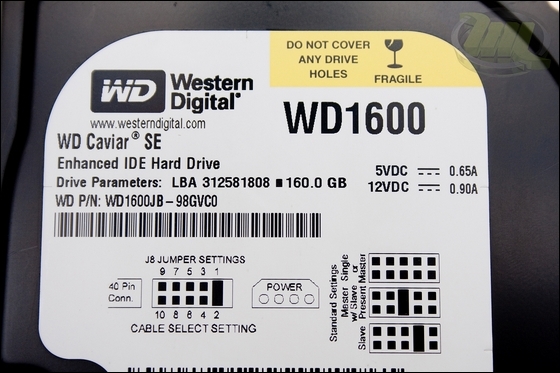 DO NOT COVER
ANY DRIVE
HOLES
FRAGILE
WD
Western
Digital®
www.westerndigital.com
WD1600
WD Caviar® SE
Enhanced IDE Hard Drive
5VDC 0.65A
12VDC 0.90A
Drive Parameters: LBA 312581808 ■ 160.0 GB
WD P/N: WD1600JB-98GVC0
J8 JUMPER SETTINGS
9 7 5 3 1
40 Pin
Conn.
10 8 6 4 2
CABLE SELECT SETTING
POWER
Standard Settings
Single
or
Master
Master
w/ Slave
Present
Slave